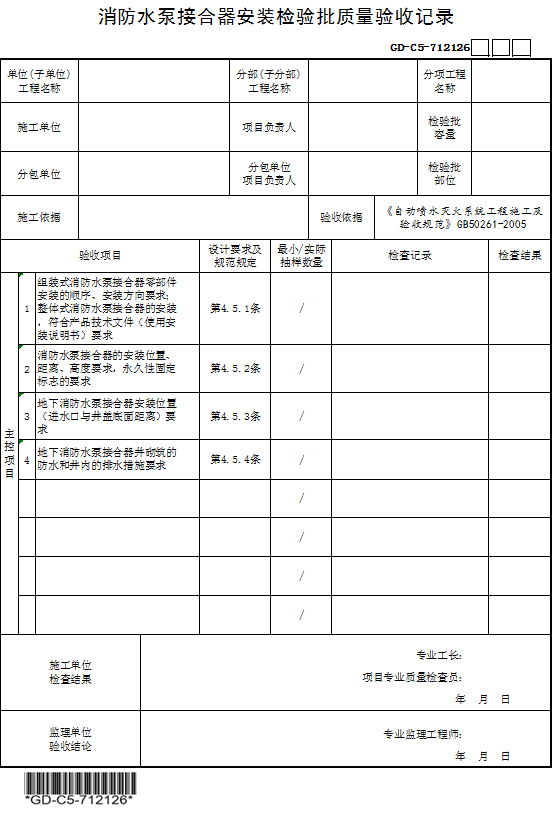 消防水泵接合器安装检验批质量验收记录
GD-C5-712126
单位(子单位)
工程名称
分部(子分部)
工程名称
分项工程
名称
施工单位
项目负责人
检验批
容量
分包单位
分包单位
项目负责人
检验批
部位
施工依据
验收依据
《自动喷水灭火系统工程施工及
验收规范》GB50261-2005
验收项目
设计要求及
规范规定
最小/实际
抽样数量
检查记录
检查结果
主控项目
1
组装式消防水泵接合器零部件
安装的顺序、安装方向要求;
整体式消防水泵接合器的安装
，符合产品技术文件（使用安
装说明书）要求
第4.5.1条
/
2
消防水泵接合器的安装位置、
距离、高度要求，永久性固定
标志的要求
第4.5.2条
/
3
地下消防水泵接合器安装位置
（进水口与井盖底面距离）要
求
第4.5.3条
/
4
地下消防水泵接合器井砌筑的
防水和井内的排水措施要求
第4.5.4条
/
/
/
/
/
施工单位
检查结果
专业工长:
项目专业质量检查员:
年 月 日
监理单位
验收结论
专业监理工程师:
年 月 日
*GD-C5-712126*